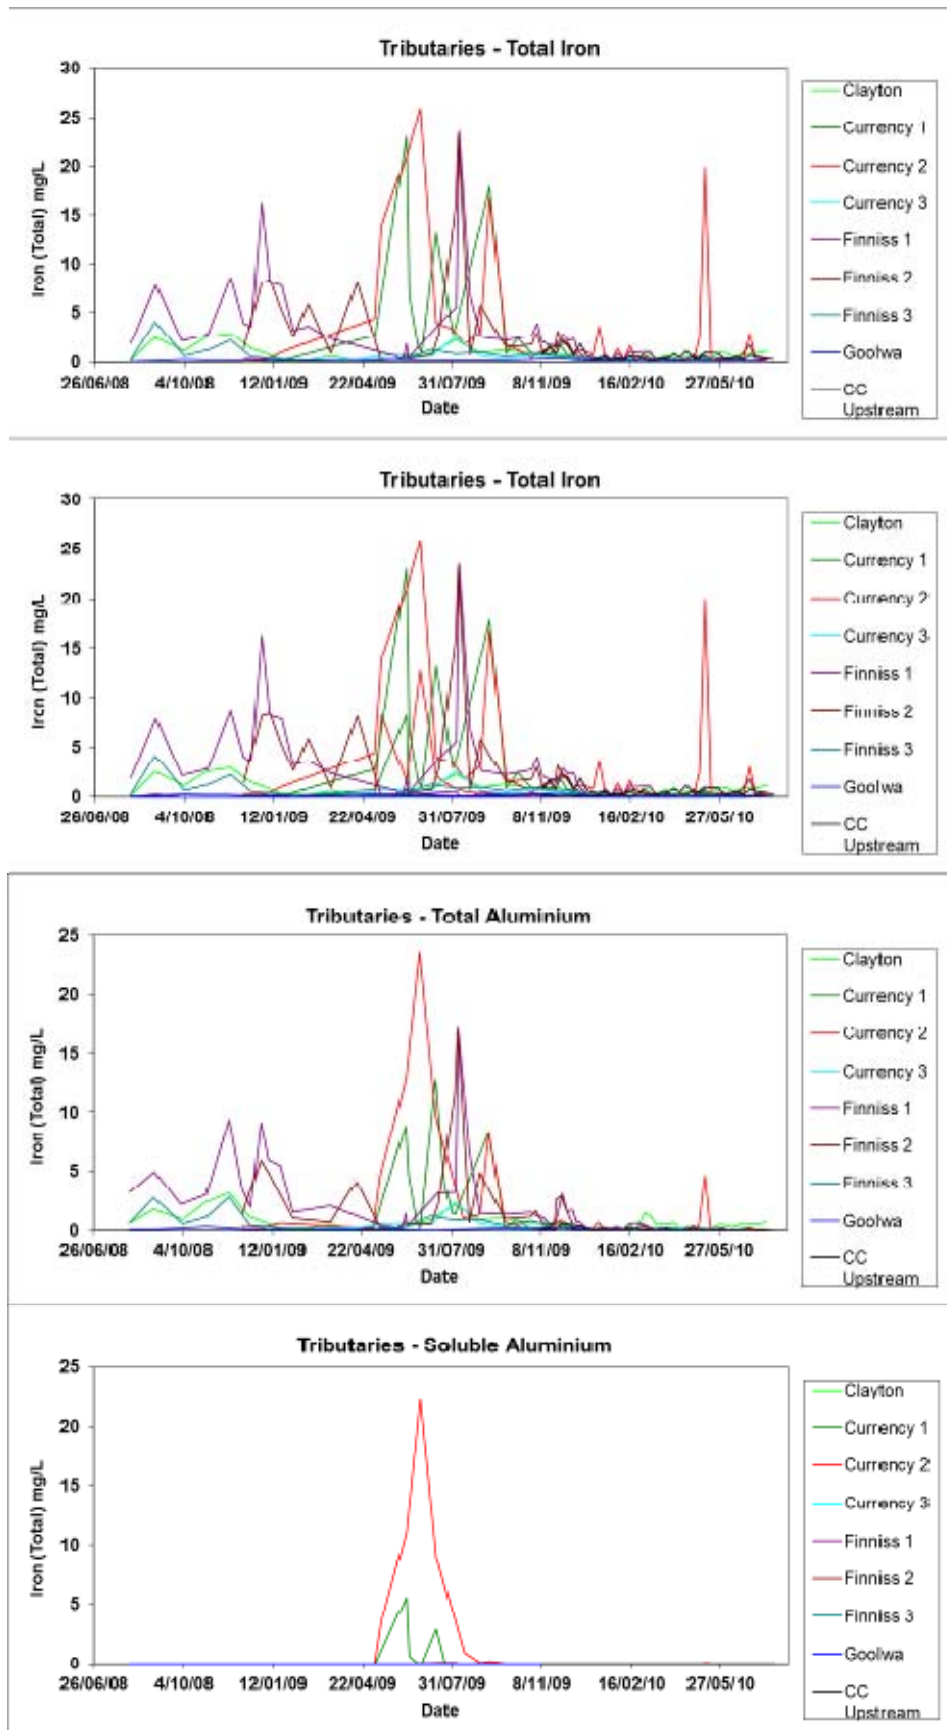 Tributaries - Total Iron
30
25
20
15
10
5
0
Iron (Total) mg/L
26/06/08 4/10/08 12/01/09 22/04/09 31/07/09 8/11/09 16/02/10 27/05/10
Date
Clayton
Currency 1
Currency 2
Currency 3
Finniss 1
Finniss 2
Finniss 3
Goolwa
CC
Upstream
Tributaries - Total Iron
30
25
20
15
10
5
0
Iron (Total) mg/L
26/06/08 4/10/08 12/01/09 22/04/09 31/07/09 8/11/09 16/02/10 27/05/10
Date
Clayton
Currency 1
Currency 2
Currency 3
Finniss 1
Finniss 2
Finniss 3
Goolwa
CC
Upstream
Tributaries - Total Aluminium
25
20
15
10
5
0
Iron (Total) mg/L
26/06/08 4/10/08 12/01/09 22/04/09 31/07/09 8/11/09 16/02/10 27/05/10
Date
Clayton
Currency 1
Currency 2
Currency 3
Finniss 1
Finniss 2
Finniss 3
Goolwa
CC
Upstream
Tributaries - Soluble Aluminium
25
20
15
10
5
0
Iron (Total) mg/L
26/06/08 4/10/08 12/01/09 22/04/09 31/07/09 8/11/09 16/02/10 27/05/10
Date
Clayton
Currency 1
Currency 2
Currency 3
Finniss 1
Finniss 2
Finniss 3
Goolwa
CC
Upstream